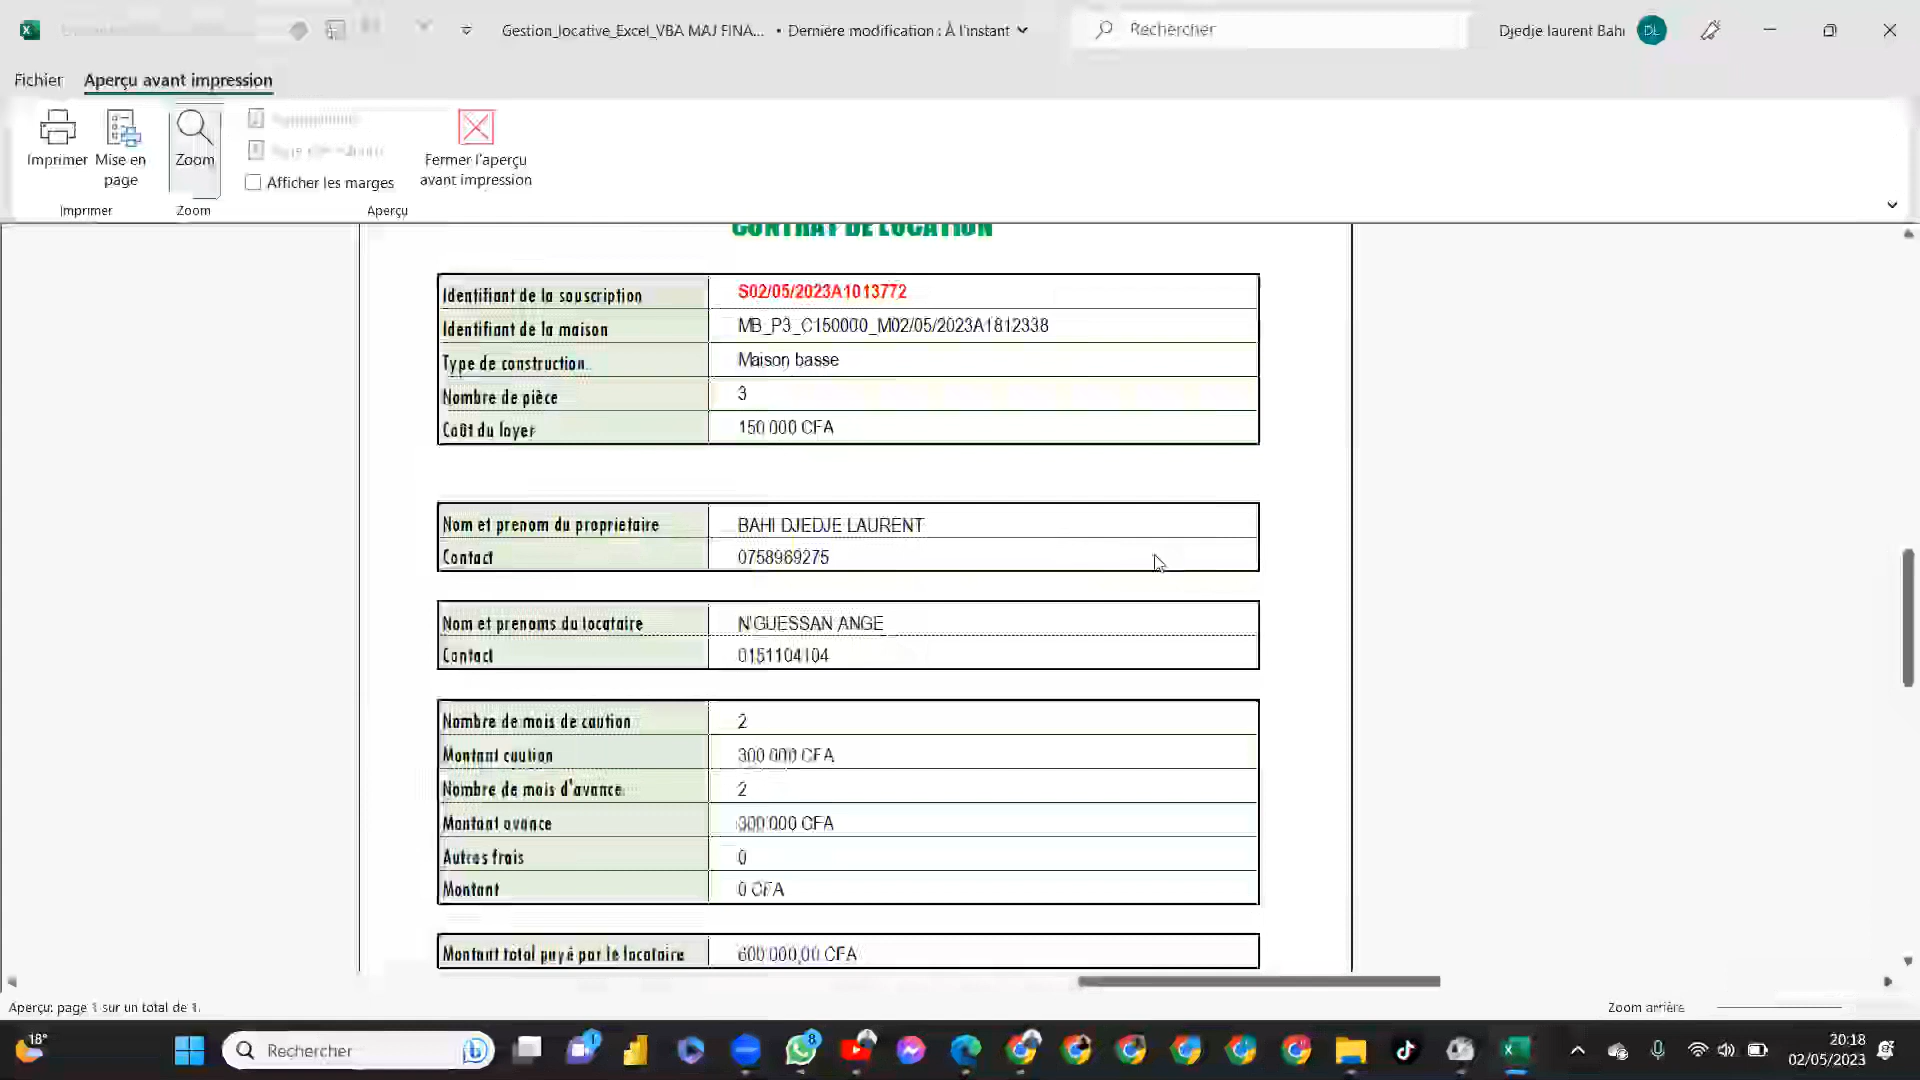 Gestion_locative_Excel_VBA MAJ FINA... • Dernière modification : À l'instant
Rechercher
Djedje laurent Bahi
DL
Fichier
Aperçu avant impression
Imprimer
Mise en page
Zoom
Afficher les marges
Fermer l'aperçu avant impression
Imprimer
Zoom
Aperçu
CONTRAT DE LOCATION
Identifiant de la souscription S02/05/2023A1013772
Identifiant de la maison MB_P3_C150000_M02/05/2023A1812338
Type de construction Maison basse
Nombre de pièce 3
Coût du loyer 150 000 CFA
Nom et prenom du proprietaire BAHI DJEDJE LAURENT
Contact 0758969275
Nom et prenoms du locataire N'GUESSAN ANGE
Contact 0151104104
Nombre de mois de caution 2
Montant caution 300 000 CFA
Nombre de mois d'avance 2
Montant avance 300 000 CFA
Autres frais 0
Montant 0 CFA
Montant total payé par le locataire 600 000,00 CFA
Aperçu: page 1 sur un total de 1.
Zoom arrière
18°
Rechercher
8
20:18
02/05/2023